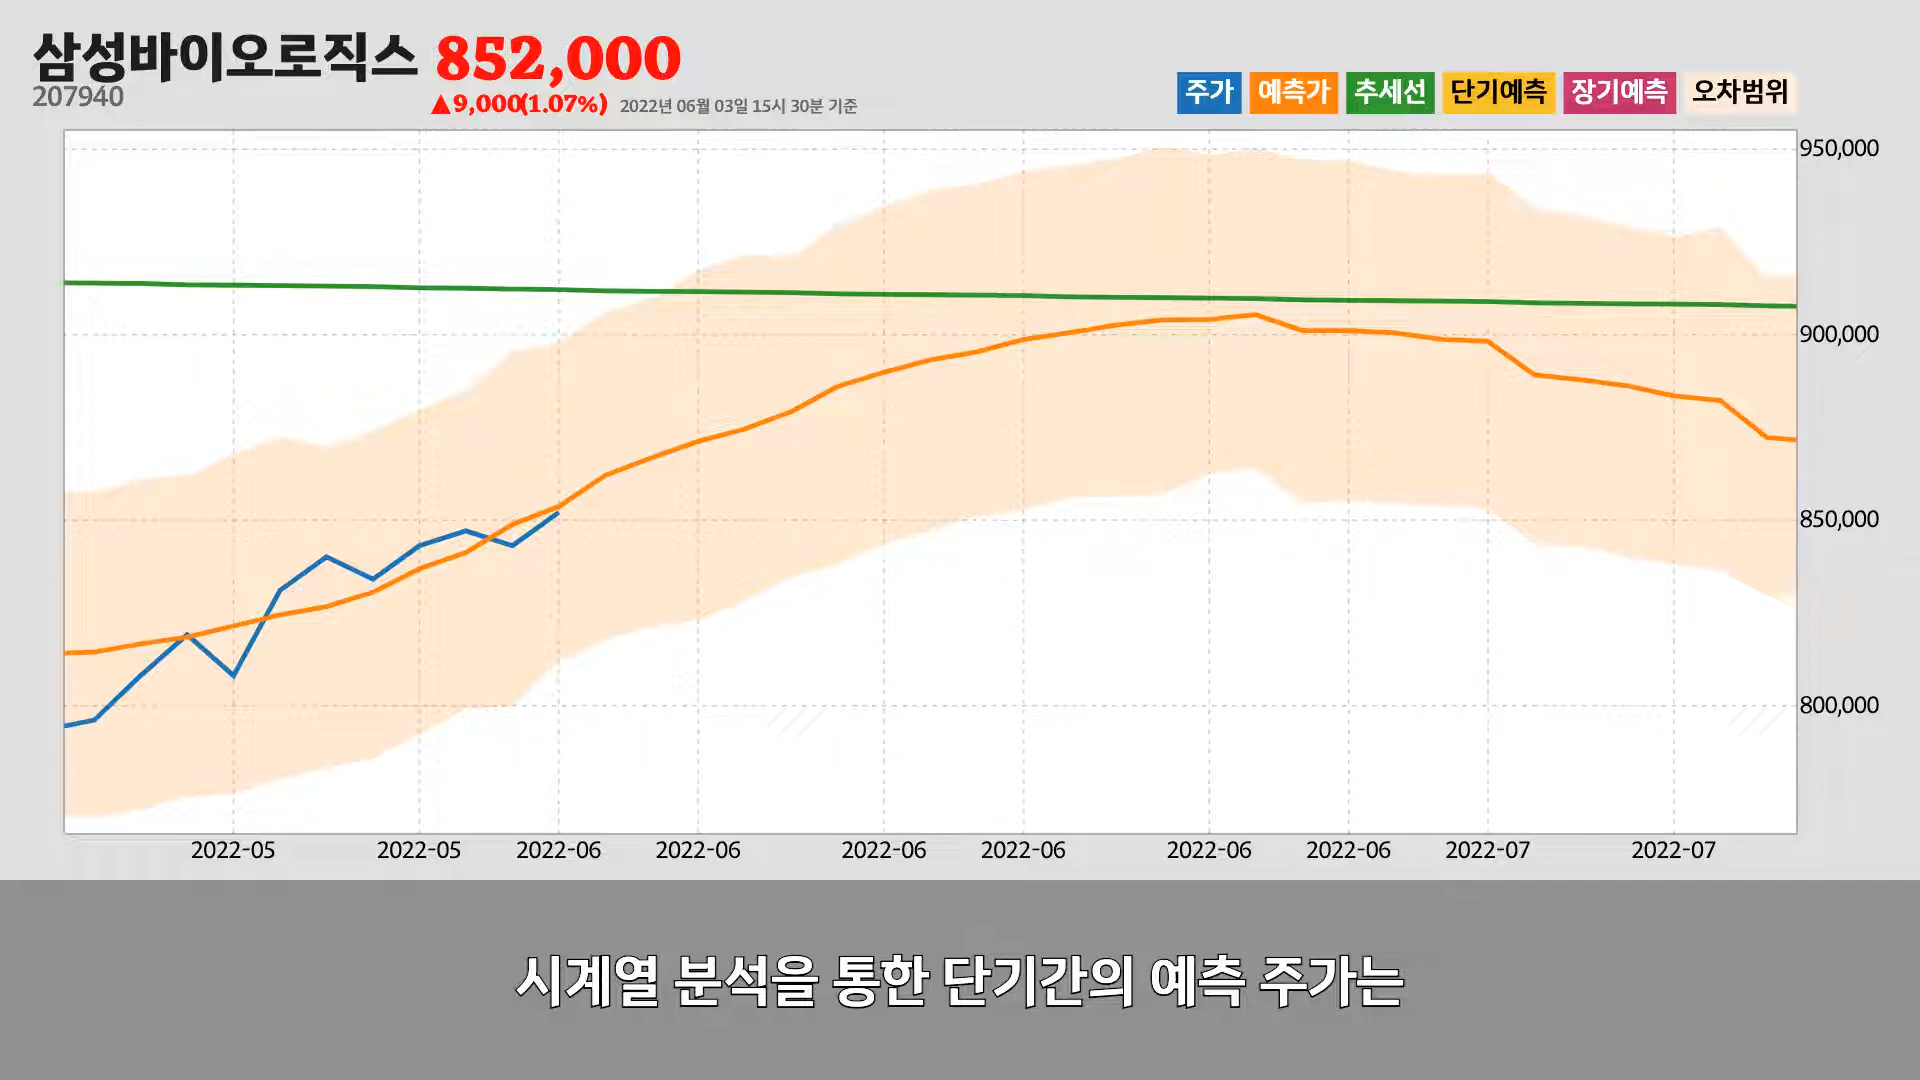 삼성바이오로직스 852,000
207940
▲9,000(1.07%) 2022년 06월 03일 15시 30분 기준
주가 예측가 추세선 단기예측 장기예측 오차범위
950,000
900,000
850,000
800,000
2022-05 2022-05 2022-06 2022-06 2022-06 2022-06 2022-06 2022-06 2022-07 2022-07
시계열 분석을 통한 단기간의 예측 주가는